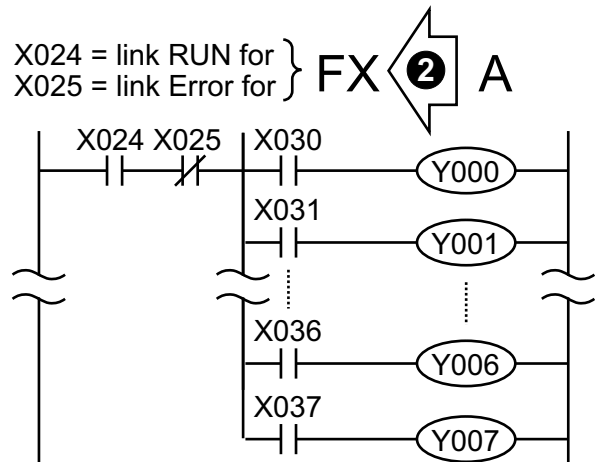 X024 = link RUN for
X025 = link Error for
FX 2 A
X024 X025 X030
Y000
X031
Y001
X036
Y006
X037
Y007